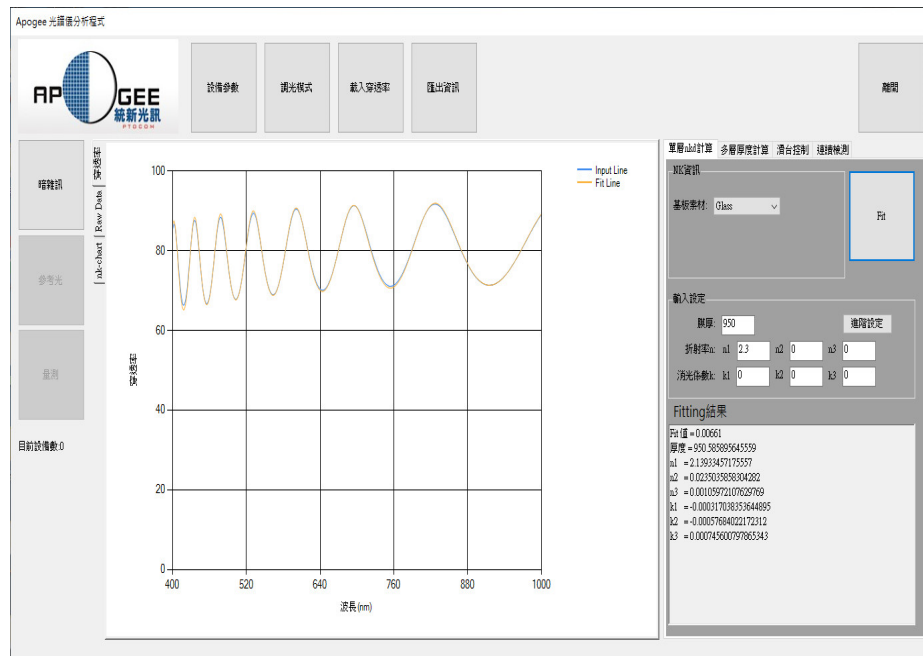 Apogee 光譜儀分析程式
APOGEE
統新光訊
PTOCOM
設備參數
調光模式
載入穿透率
匯出資訊
離開
暗雜訊
參考光
量測
目前設備數:0
穿透率
Raw Data
nk-chart
Input Line
Fit Line
100
80
60
40
20
0
穿透率
400 520 640 760 880 1000
波長(nm)
單層nkd計算 多層厚度計算 滑台控制 連續檢測
NK資訊
基板素材: Glass
Fit
輸入設定
膜厚: 950 進階設定
折射率n: n1 2.3 n2 0 n3 0
消光係數k: k1 0 k2 0 k3 0
Fitting結果
Fit 值 = 0.00661
厚度 = 950.585895645559
n1 = 2.13933457175557
n2 = 0.0235035858304282
n3 = 0.00105972107629769
k1 = -0.000317038353644895
k2 = -0.00057684022172312
k3 = 0.000745600797865343